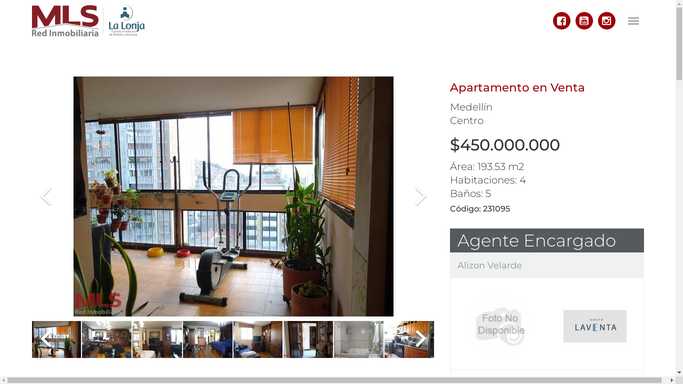 MLS
Red Inmobiliaria
La Lonja
Apartamento en Venta
Medellín
Centro
$450.000.000
Área: 193.53 m2
Habitaciones: 4
Baños: 5
Código: 231095
Agente Encargado
Alizon Velarde
MLS
Red Inmobiliaria
Foto No
Disponible
LAVENTA